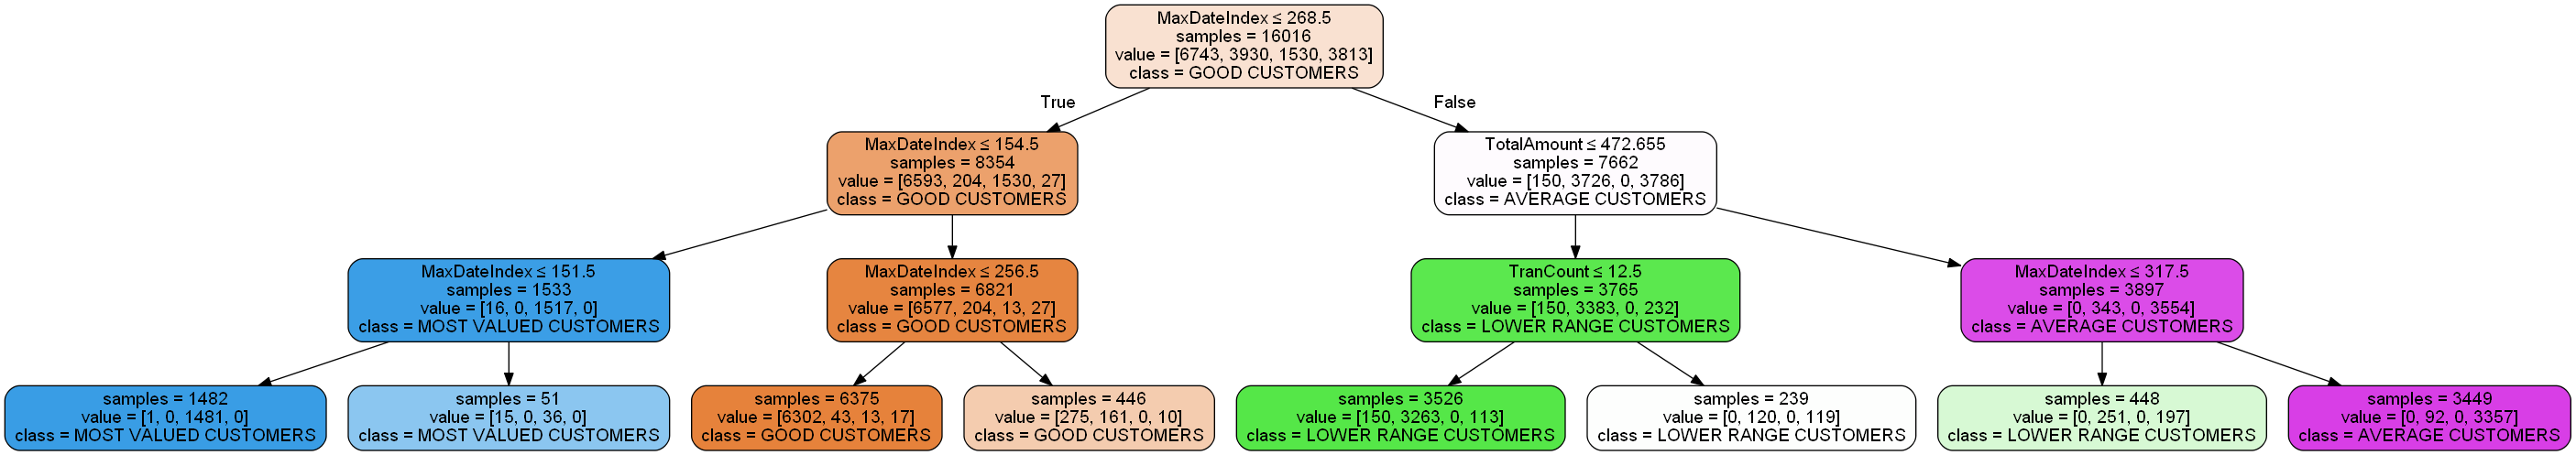 MaxDateIndex ≤ 268.5
samples = 16016
value = [6743, 3930, 1530, 3813]
class = GOOD CUSTOMERS
True
False
MaxDateIndex ≤ 154.5
samples = 8354
value = [6593, 204, 1530, 27]
class = GOOD CUSTOMERS
TotalAmount ≤ 472.655
samples = 7662
value = [150, 3726, 0, 3786]
class = AVERAGE CUSTOMERS
MaxDateIndex ≤ 151.5
samples = 1533
value = [16, 0, 1517, 0]
class = MOST VALUED CUSTOMERS
MaxDateIndex ≤ 256.5
samples = 6821
value = [6577, 204, 13, 27]
class = GOOD CUSTOMERS
TranCount ≤ 12.5
samples = 3765
value = [150, 3383, 0, 232]
class = LOWER RANGE CUSTOMERS
MaxDateIndex ≤ 317.5
samples = 3897
value = [0, 343, 0, 3554]
class = AVERAGE CUSTOMERS
samples = 1482
value = [1, 0, 1481, 0]
class = MOST VALUED CUSTOMERS
samples = 51
value = [15, 0, 36, 0]
class = MOST VALUED CUSTOMERS
samples = 6375
value = [6302, 43, 13, 17]
class = GOOD CUSTOMERS
samples = 446
value = [275, 161, 0, 10]
class = GOOD CUSTOMERS
samples = 3526
value = [150, 3263, 0, 113]
class = LOWER RANGE CUSTOMERS
samples = 239
value = [0, 120, 0, 119]
class = LOWER RANGE CUSTOMERS
samples = 448
value = [0, 251, 0, 197]
class = LOWER RANGE CUSTOMERS
samples = 3449
value = [0, 92, 0, 3357]
class = AVERAGE CUSTOMERS